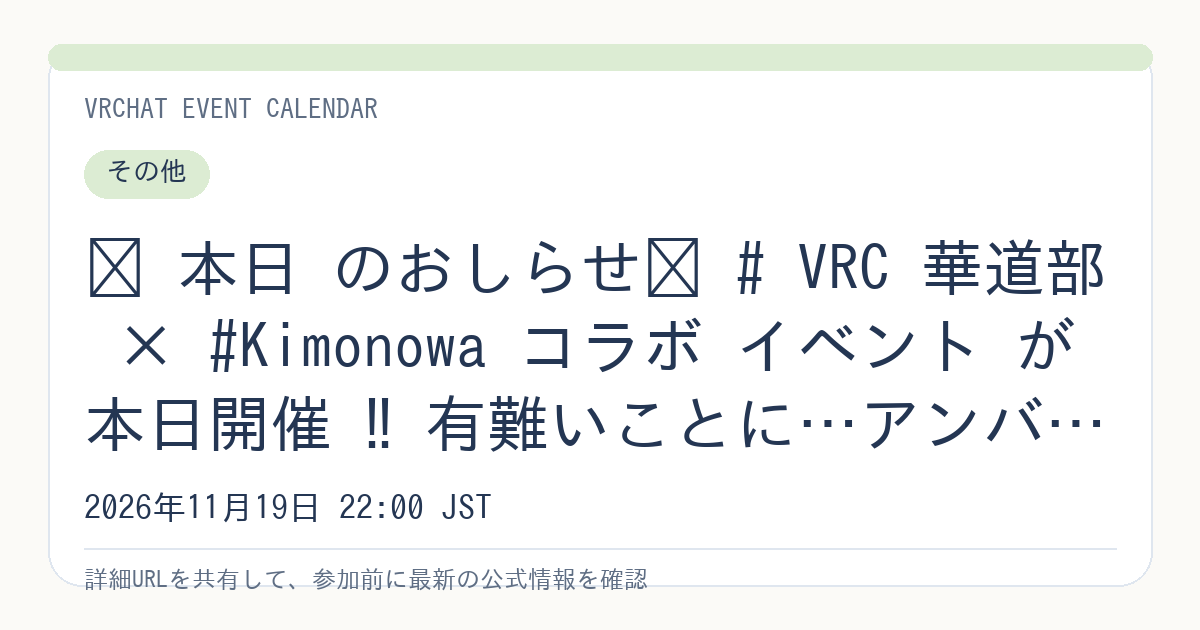 VRCHAT EVENT CALENDAR
その他
本日 のおしらせ # VRC 華道部
× #Kimonowa コラボ イベント が
本日開催 ‼ 有難いことに…アンバ…
2026年11月19日 22:00 JST
詳細URLを共有して、参加前に最新の公式情報を確認